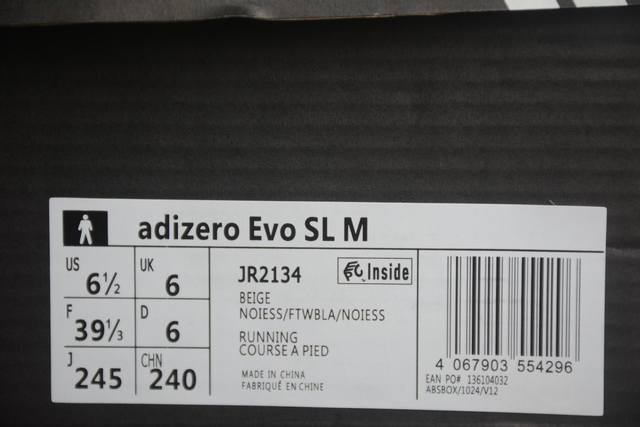 adizero Evo SL M
US 6½ UK 6
F 39⅓ D 6
J 245 CHN 240
JR2134
Inside
BEIGE
NOIESS/FTWBLA/NOIESS
RUNNING
COURSE A PIED
MADE IN CHINA
FABRIQUÉ EN CHINE
4 067903 554296
EAN PO# 136104032
ABSBOX/1024/V12